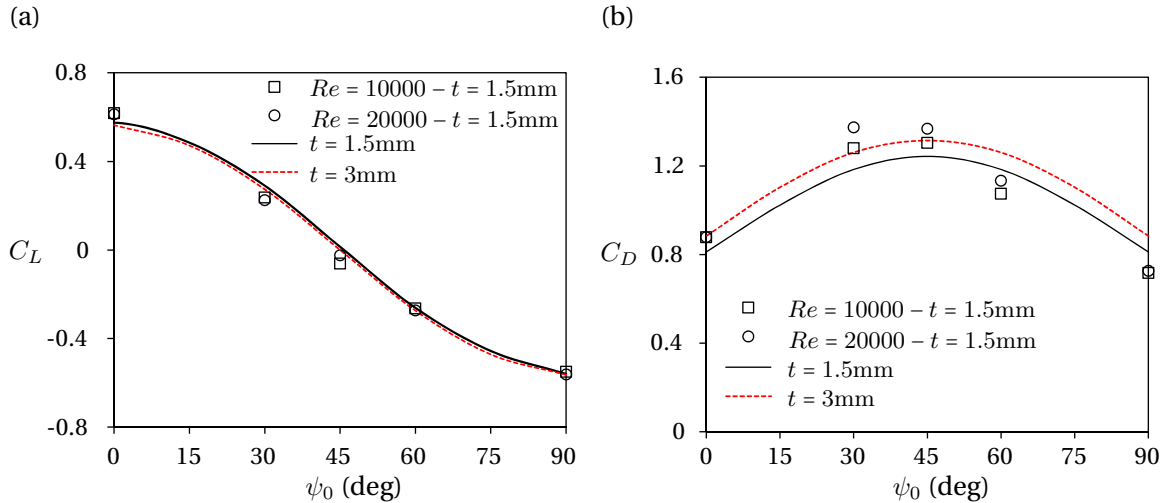 (a)
0.8
0.4
0
-0.4
-0.8
C_L
Re = 10000 – t = 1.5mm
Re = 20000 – t = 1.5mm
t = 1.5mm
t = 3mm
0 15 30 45 60 75 90
ψ_0 (deg)
(b)
1.6
1.2
0.8
0.4
0
C_D
Re = 10000 – t = 1.5mm
Re = 20000 – t = 1.5mm
t = 1.5mm
t = 3mm
0 15 30 45 60 75 90
ψ_0 (deg)